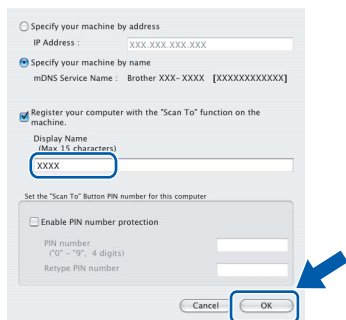 Specify your machine by address
IP Address : XXX.XXX.XXX.XXX
Specify your machine by name
mDNS Service Name : Brother XXX-XXXX [XXXXXXXXXXXX]
Register your computer with the "Scan To" function on the
machine.
Display Name
(Max 15 characters)
XXXX
Set the "Scan To" Button PIN number for this computer
Enable PIN number protection
PIN number
("0" - "9", 4 digits)
Retype PIN number
Cancel OK